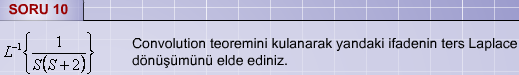 SORU 10
L⁻¹{1/(S(S+2))}
Convolution teoremini kulanarak yandaki ifadenin ters Laplace
dönüşümünü elde ediniz.